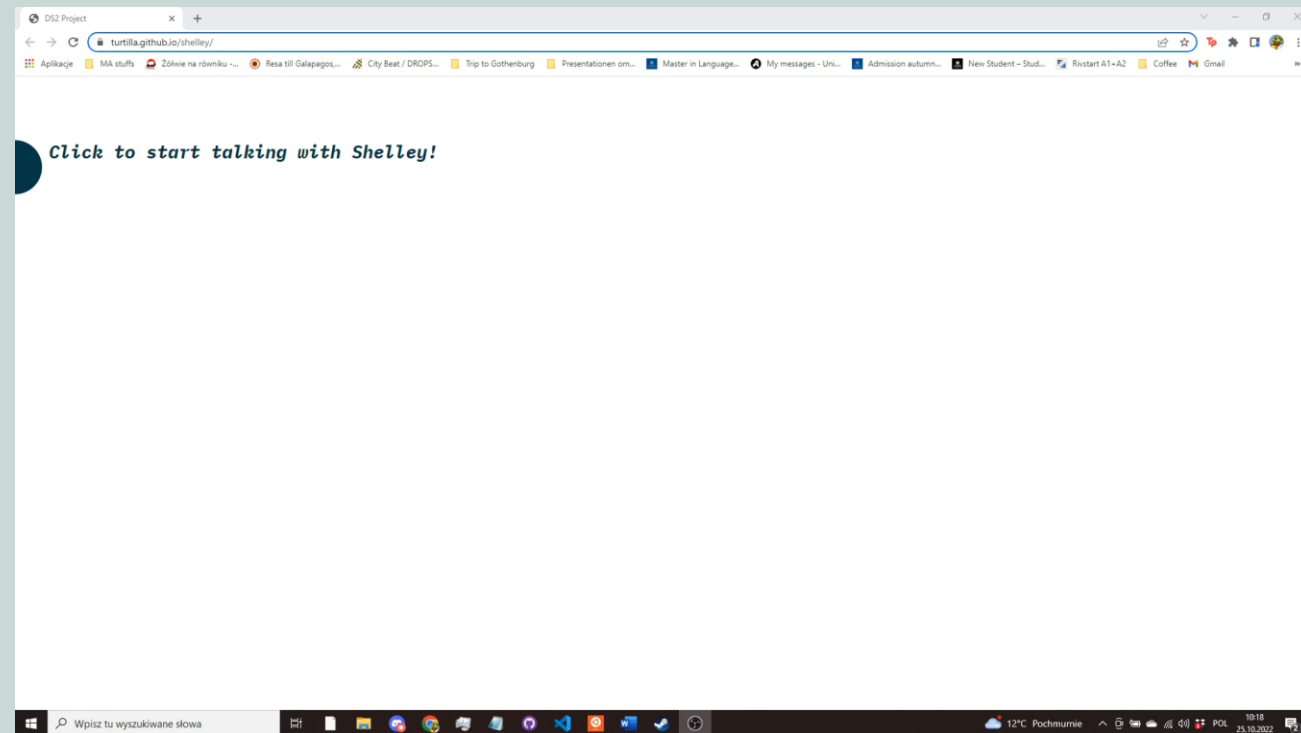 DS2 Project
turtilla.github.io/shelley/
Aplikacje MA stuffs Żółwie na równiku -... Resa till Galapagos,... City Beat / DROPS... Trip to Gothenburg Presentationen om... Master in Language... My messages - Uni... Admission autumn... New Student – Stud... Rivstart A1+A2 Coffee Gmail
Click to start talking with Shelley!
Wpisz tu wyszukiwane słowa 12°C Pochmurnie POL 10:18
25.10.2022